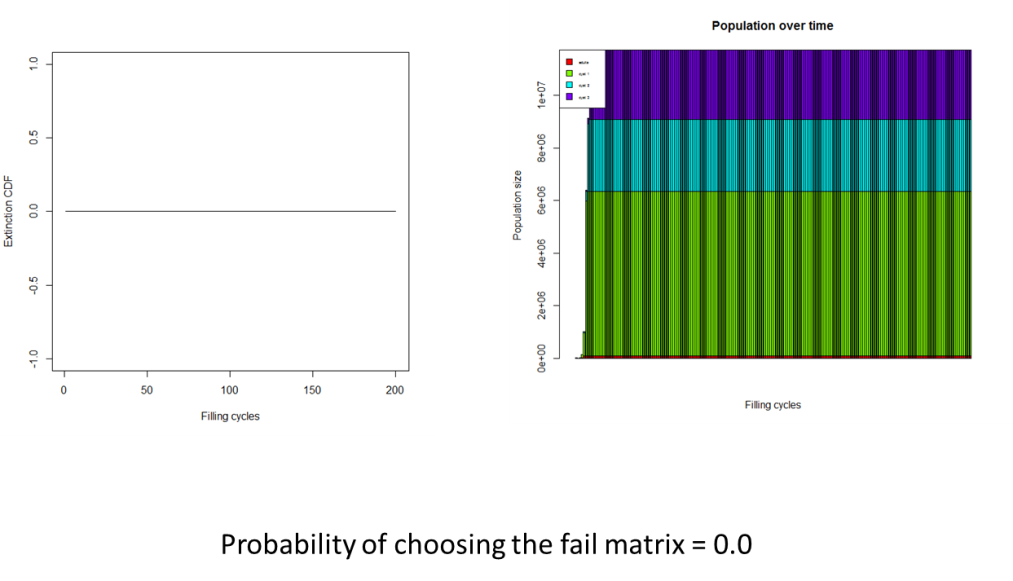 Population over time
1.0
0.5
0.0
-0.5
-1.0
Extinction CDF
0
50
100
150
200
Filling cycles
1e+07
8e+06
6e+06
4e+06
2e+06
0e+00
Population size
Filling cycles
Probability of choosing the fail matrix = 0.0